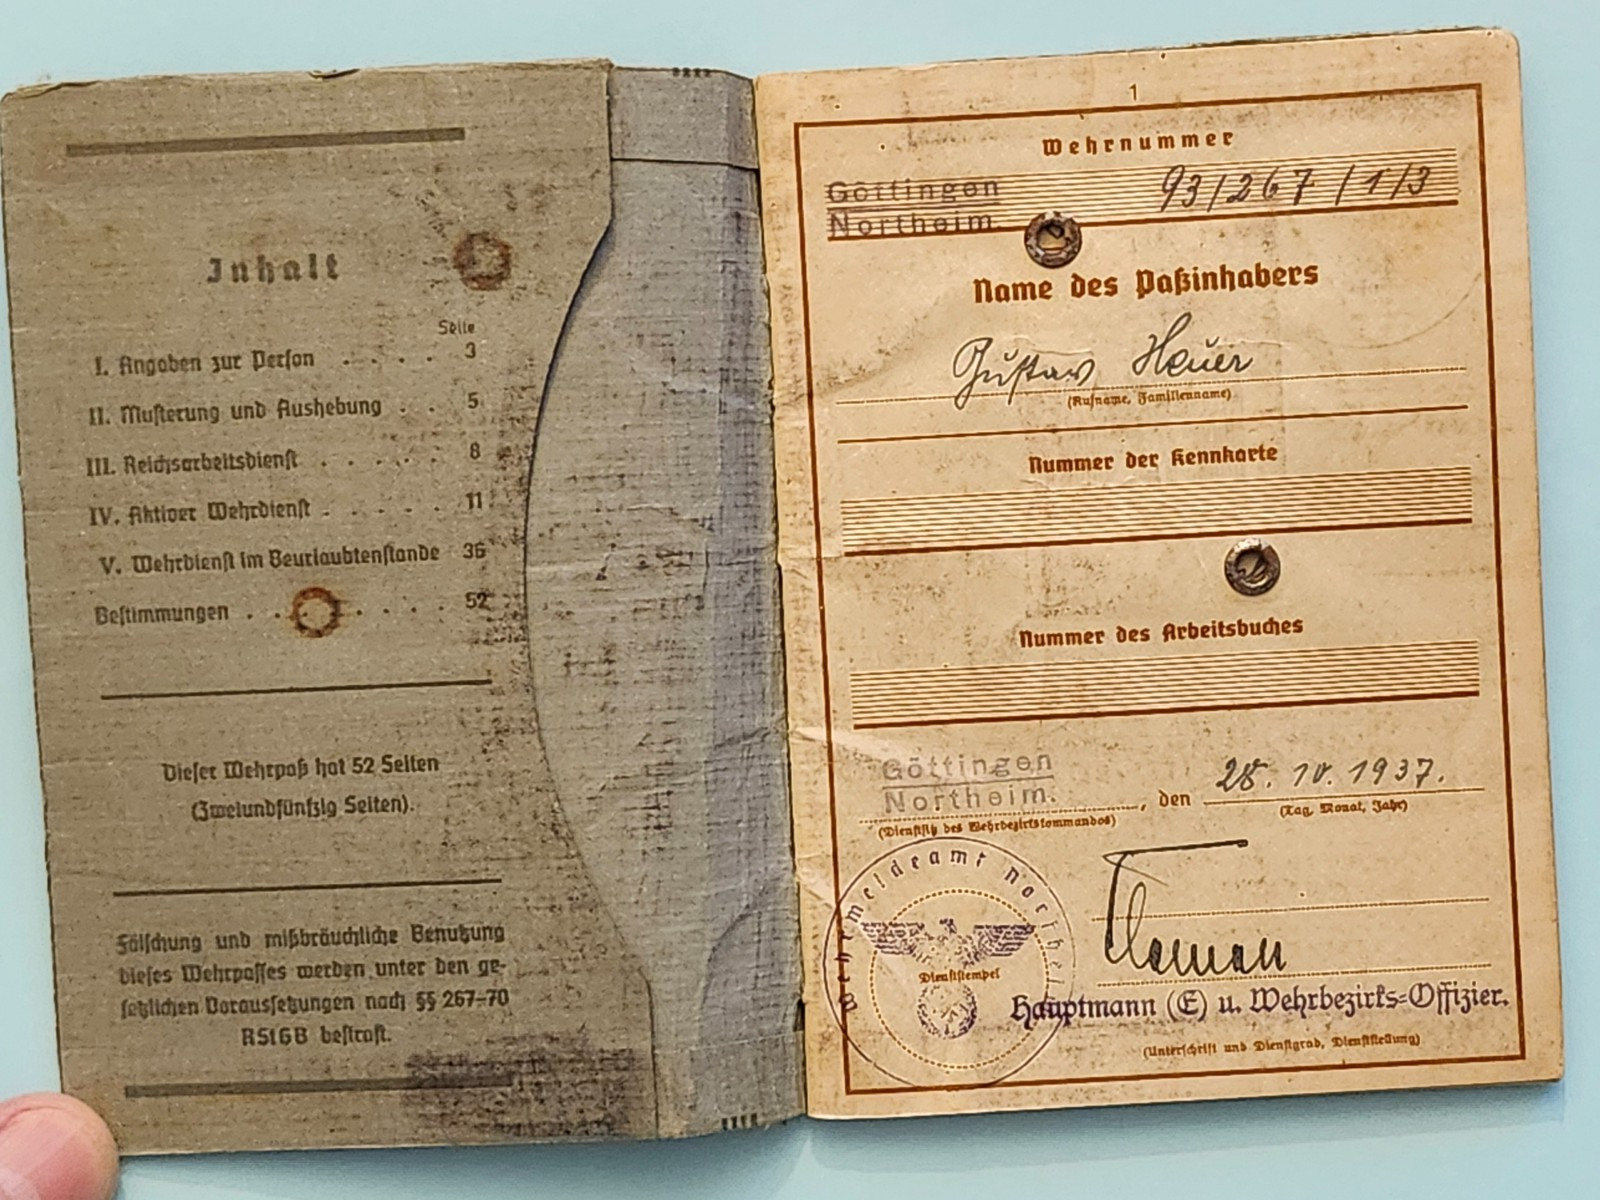 Inhalt
Seite
I. Angaben zur Person . . . . . 3
II. Musterung und Aushebung . . 5
III. Reichsarbeitsdienst . . . . . 8
IV. Aktiver Wehrdienst . . . . . 11
V. Wehrdienst im Beurlaubtenstande 36
Bestimmungen . . . . . . . 52
Dieser Wehrpaß hat 52 Seiten
(Zweiundfünfzig Seiten).
Fälschung und mißbräuchliche Benutzung
dieses Wehrpasses werden unter den ge-
setzlichen Voraussetzungen nach §§ 267–70
RStGB bestraft.
1
Wehrnummer
Göttingen
Northeim.
93/267/1/3
Name des Paßinhabers
Gustav Heuer
(Rufname, Familienname)
Nummer der Kennkarte
Nummer des Arbeitsbuches
Göttingen
Northeim.
, den 28. 10. 1937.
(Dienstsitz des Wehrbezirkskommandos) (Tag, Monat, Jahr)
Wehrmeldeamt Northeim
Dienststempel
Hauptmann (E) u. Wehrbezirks=Offizier.
(Unterschrift und Dienstgrad, Dienststellung)